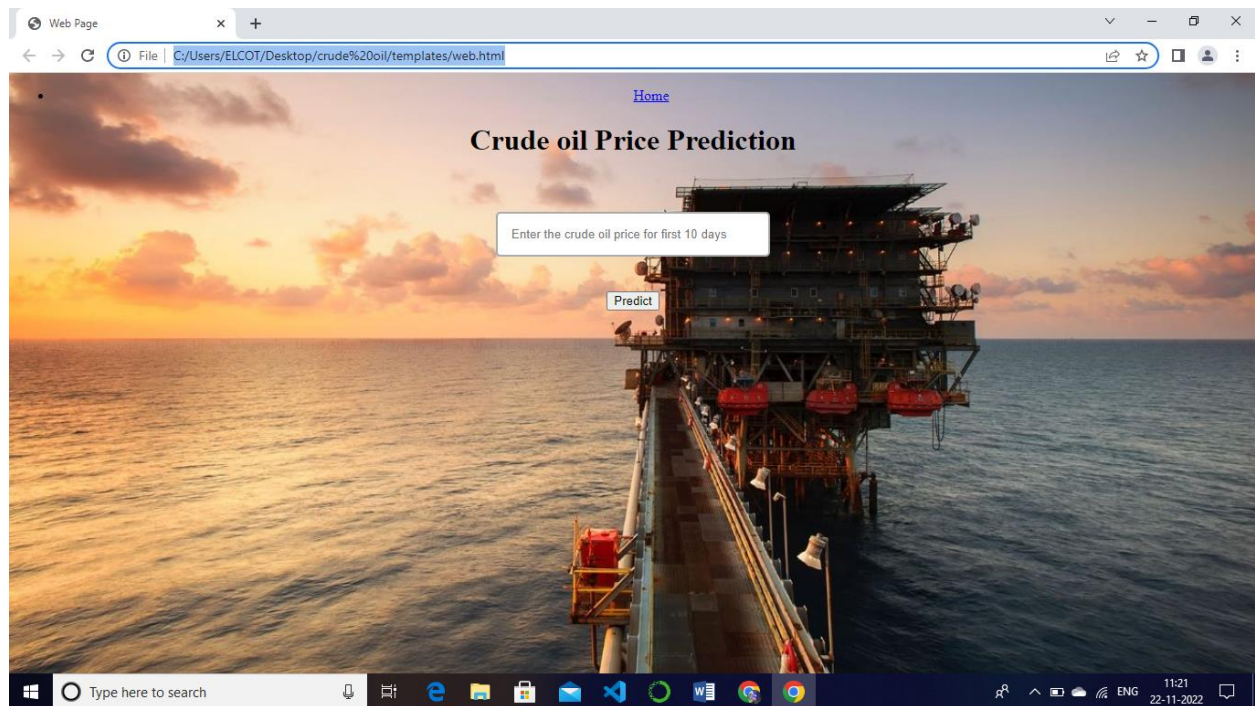 Web Page
File
C:/Users/ELCOT/Desktop/crude%20oil/templates/web.html
Home
Crude oil Price Prediction
Enter the crude oil price for first 10 days
Predict
Type here to search
ENG
11:21
22-11-2022